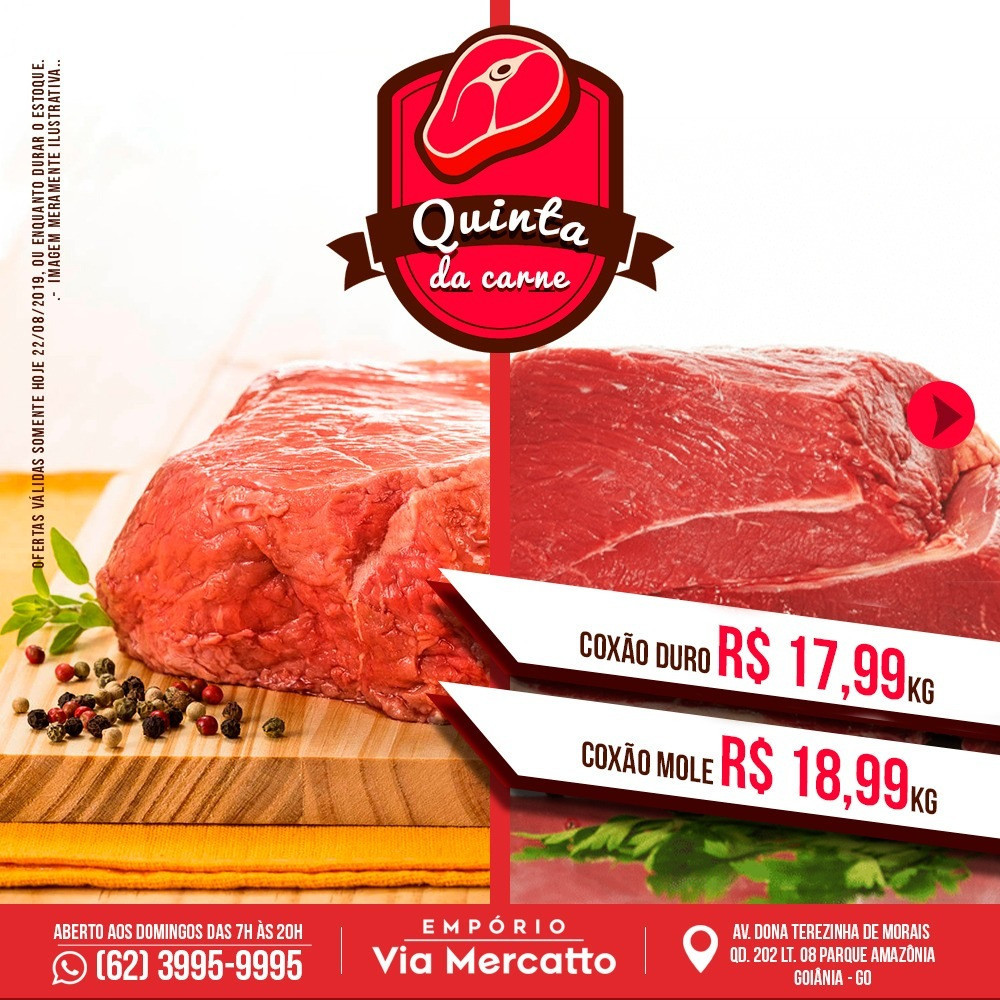 OFERTAS VÁLIDAS SOMENTE HOJE 22/08/2019, OU ENQUANTO DURAR O ESTOQUE.
.- IMAGEM MERAMENTE ILUSTRATIVA..
Quinta
da carne
COXÃO DURO R$ 17,99KG
COXÃO MOLE R$ 18,99KG
ABERTO AOS DOMINGOS DAS 7H ÀS 20H
(62) 3995-9995
EMPÓRIO
Via Mercatto
AV. DONA TEREZINHA DE MORAIS
QD. 202 LT. 08 PARQUE AMAZÔNIA
GOIÂNIA - GO